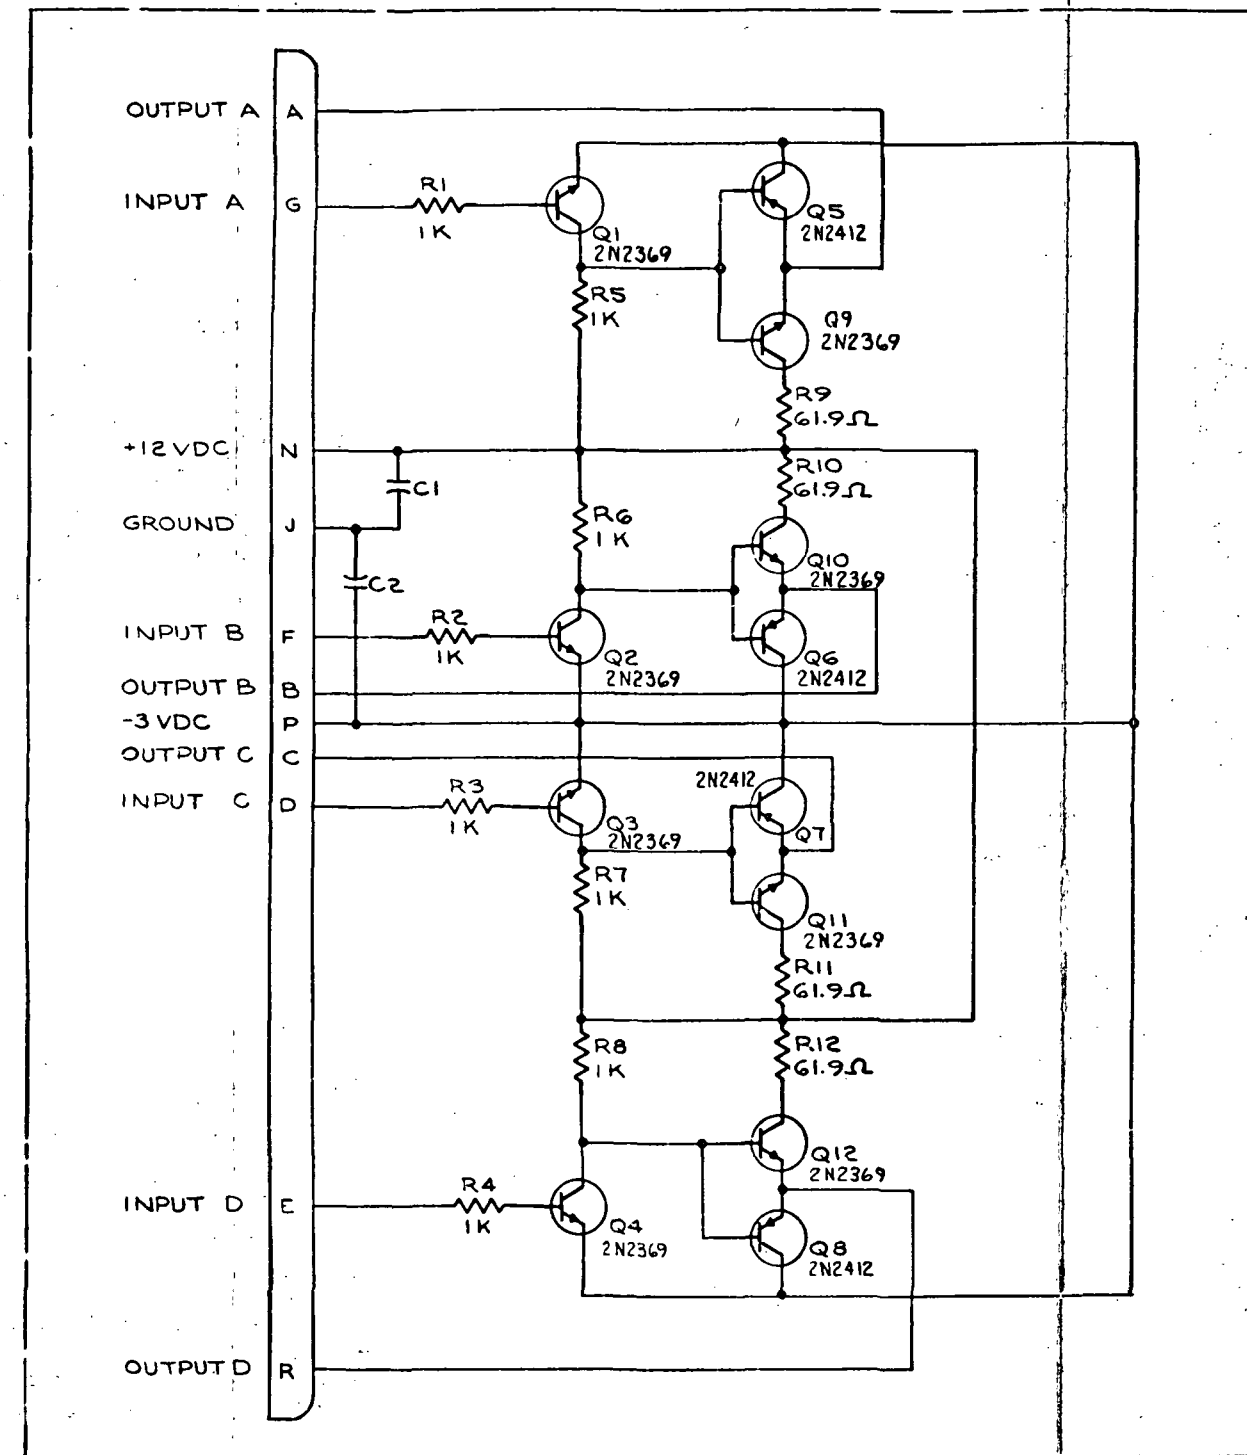 OUTPUT A A
INPUT A G
R1
1K
Q1
2N2369
Q5
2N2412
R5
1K
Q9
2N2369
R9
61.9Ω
+12 VDC N
R10
61.9Ω
C1
GROUND J
R6
1K
C2
Q10
2N2369
INPUT B F
R2
1K
Q2
2N2369
Q6
2N2412
OUTPUT B B
-3 VDC P
OUTPUT C C
INPUT C D
R3
1K
Q3
2N2369
2N2412
Q7
R7
1K
Q11
2N2369
R11
61.9Ω
R8
1K
R12
61.9Ω
Q12
2N2369
INPUT D E
R4
1K
Q4
2N2369
Q8
2N2412
OUTPUT D R